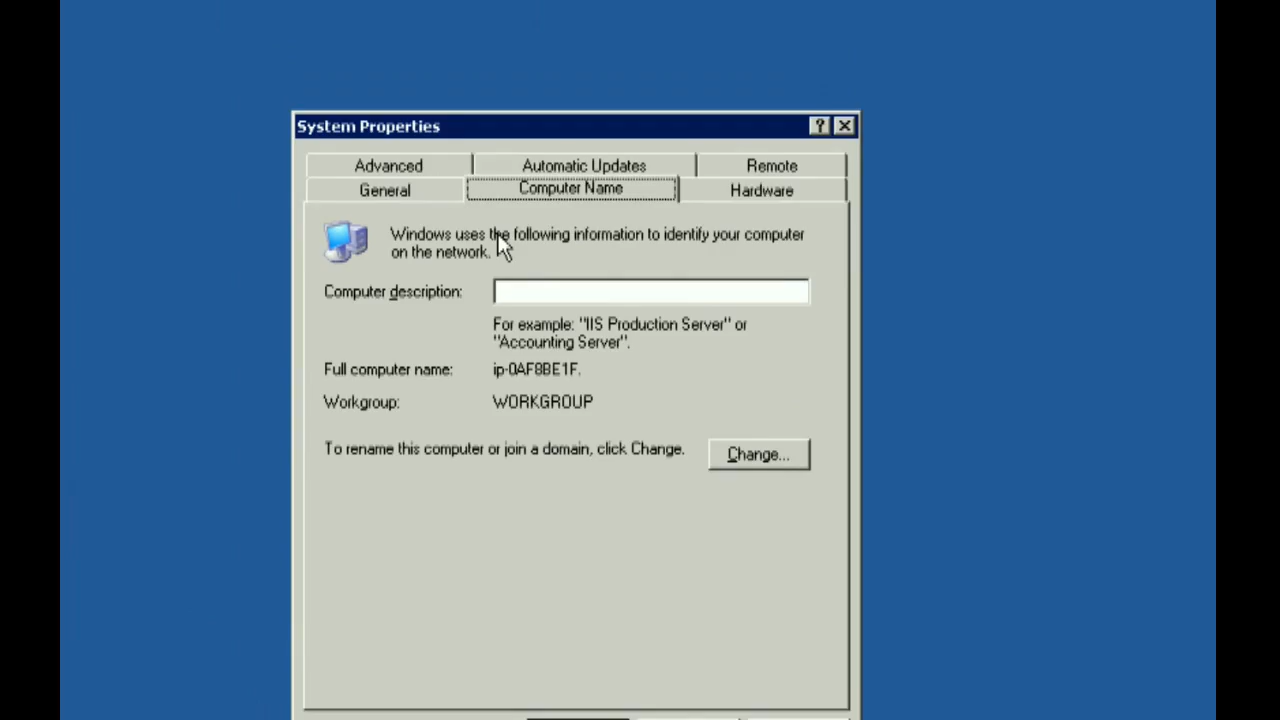 System Properties
Advanced
Automatic Updates
Remote
General
Computer Name
Hardware
Windows uses the following information to identify your computer
on the network.
Computer description:
For example: "IIS Production Server" or
"Accounting Server".
Full computer name:
ip-0AF8BE1F.
Workgroup:
WORKGROUP
To rename this computer or join a domain, click Change.
Change...